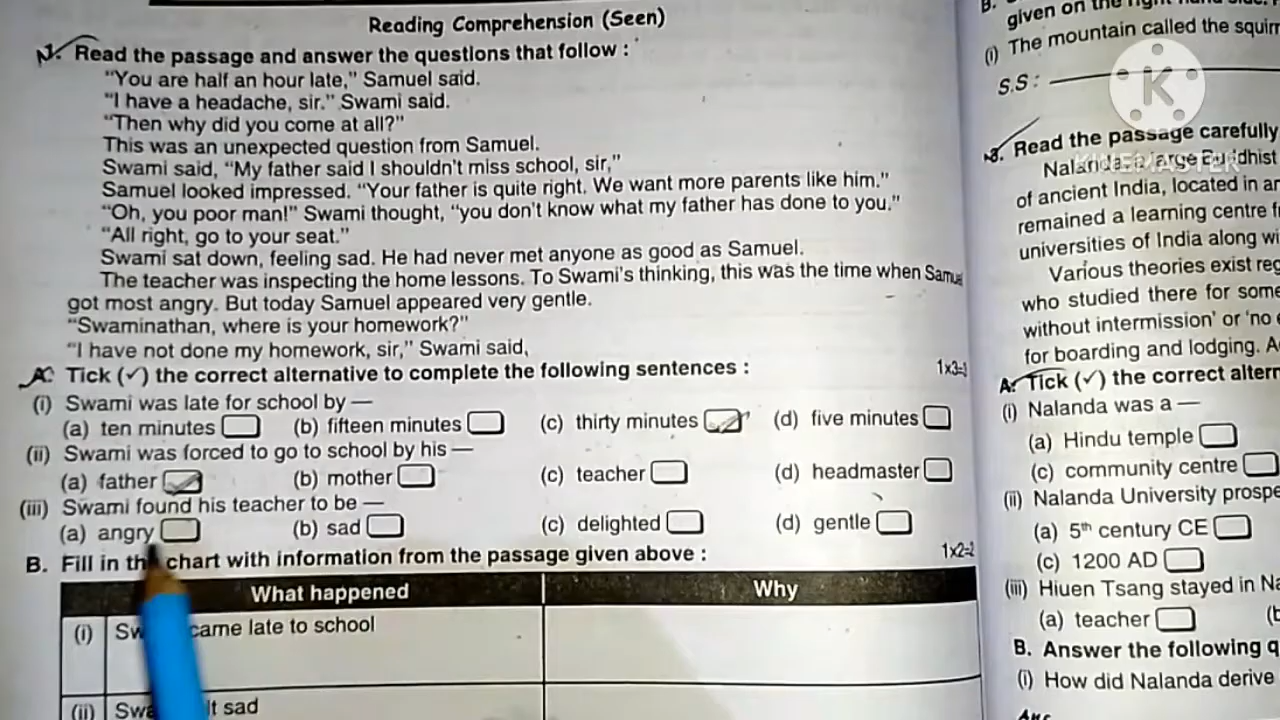 Reading Comprehension (Seen)
1. Read the passage and answer the questions that follow :
"You are half an hour late," Samuel said.
"I have a headache, sir." Swami said.
"Then why did you come at all?"
This was an unexpected question from Samuel.
Swami said, "My father said I shouldn't miss school, sir,"
Samuel looked impressed. "Your father is quite right. We want more parents like him."
"Oh, you poor man!" Swami thought, "you don't know what my father has done to you."
"All right, go to your seat."
Swami sat down, feeling sad. He had never met anyone as good as Samuel.
The teacher was inspecting the home lessons. To Swami's thinking, this was the time when Samuel
got most angry. But today Samuel appeared very gentle.
"Swaminathan, where is your homework?"
"I have not done my homework, sir," Swami said,
A. Tick (✓) the correct alternative to complete the following sentences : 1×3=3
(i) Swami was late for school by —
(a) ten minutes (b) fifteen minutes (c) thirty minutes (d) five minutes
(ii) Swami was forced to go to school by his —
(a) father (b) mother (c) teacher (d) headmaster
(iii) Swami found his teacher to be —
(a) angry (b) sad (c) delighted (d) gentle
B. Fill in the chart with information from the passage given above : 1×2=2
What happened Why
(i) came late to school
(ii) sad
B.
given on the right hand side.
(i) The mountain called the
S.S :
K
KINEMASTER
3. Read the passage carefully
of ancient India, located in
remained a learning centre
universities of India along
Various theories exist
who studied there for some
without intermission' or 'no
for boarding and lodging.
A. Tick (✓) the correct
(i) Nalanda was a —
(a) Hindu temple
(c) community centre
(ii) Nalanda University
(a) 5th century CE
(c) 1200 AD
(iii) Hiuen Tsang stayed in
(a) teacher (b
B. Answer the following
(i) How did Nalanda derive
Ans